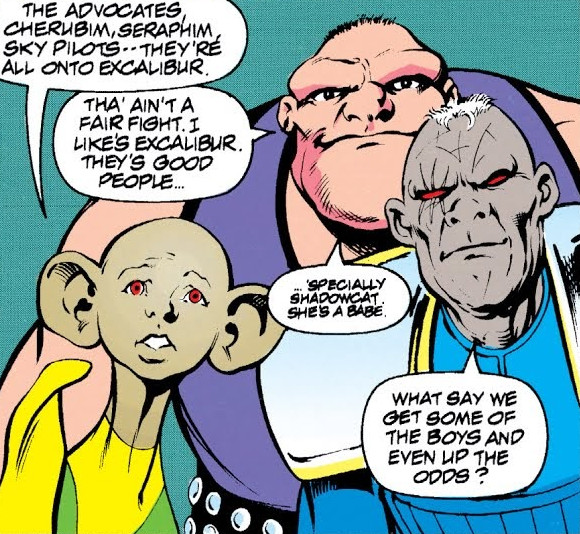 THE ADVOCATES,
CHERUBIM, SERAPHIM,
SKY PILOTS--THEY'RE
ALL ONTO EXCALIBUR.
THA' AIN'T A
FAIR FIGHT. I
LIKE'S EXCALIBUR.
THEY'S GOOD
PEOPLE...
...'SPECIALLY
SHADOWCAT.
SHE'S A BABE.
WHAT SAY WE
GET SOME OF
THE BOYS AND
EVEN UP THE
ODDS?